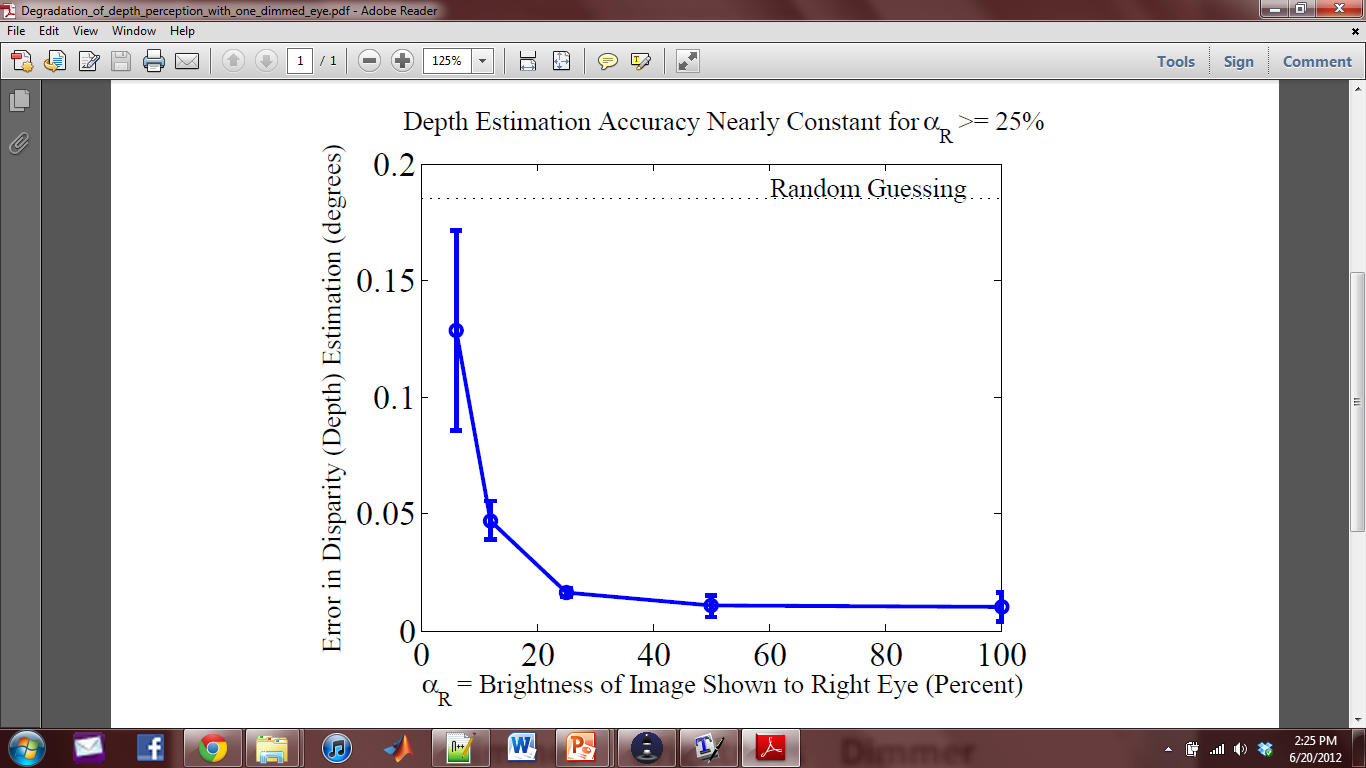 Degradation_of_depth_perception_with_one_dimmed_eye.pdf - Adobe Reader
File Edit View Window Help
1 / 1 125% Tools Sign Comment
Depth Estimation Accuracy Nearly Constant for αR >= 25%
Error in Disparity (Depth) Estimation (degrees)
0.2
Random Guessing
0.15
0.1
0.05
0
0 20 40 60 80 100
αR = Brightness of Image Shown to Right Eye (Percent)
Dimmer
2:25 PM
6/20/2012